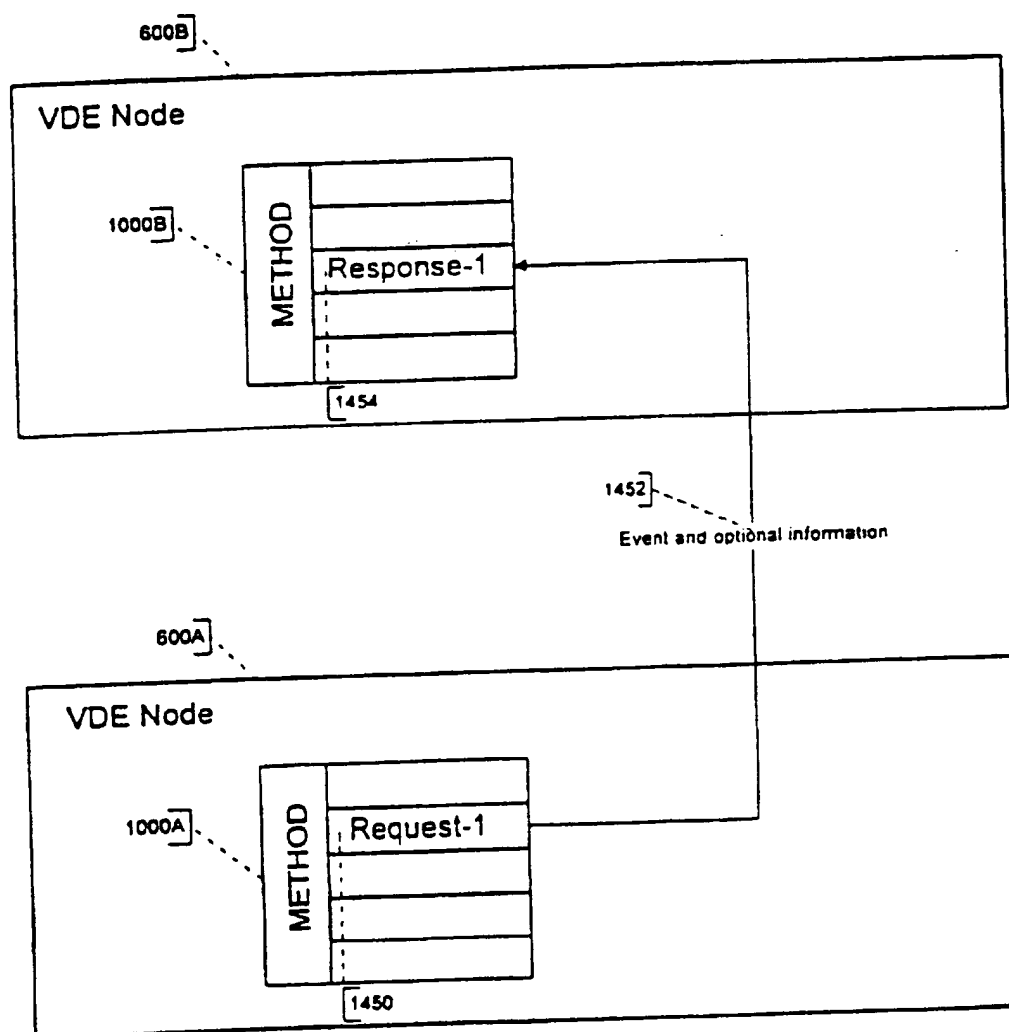 600B
VDE Node
1000B
METHOD
Response-1
1454
1452
Event and optional information
600A
VDE Node
1000A
METHOD
Request-1
1450